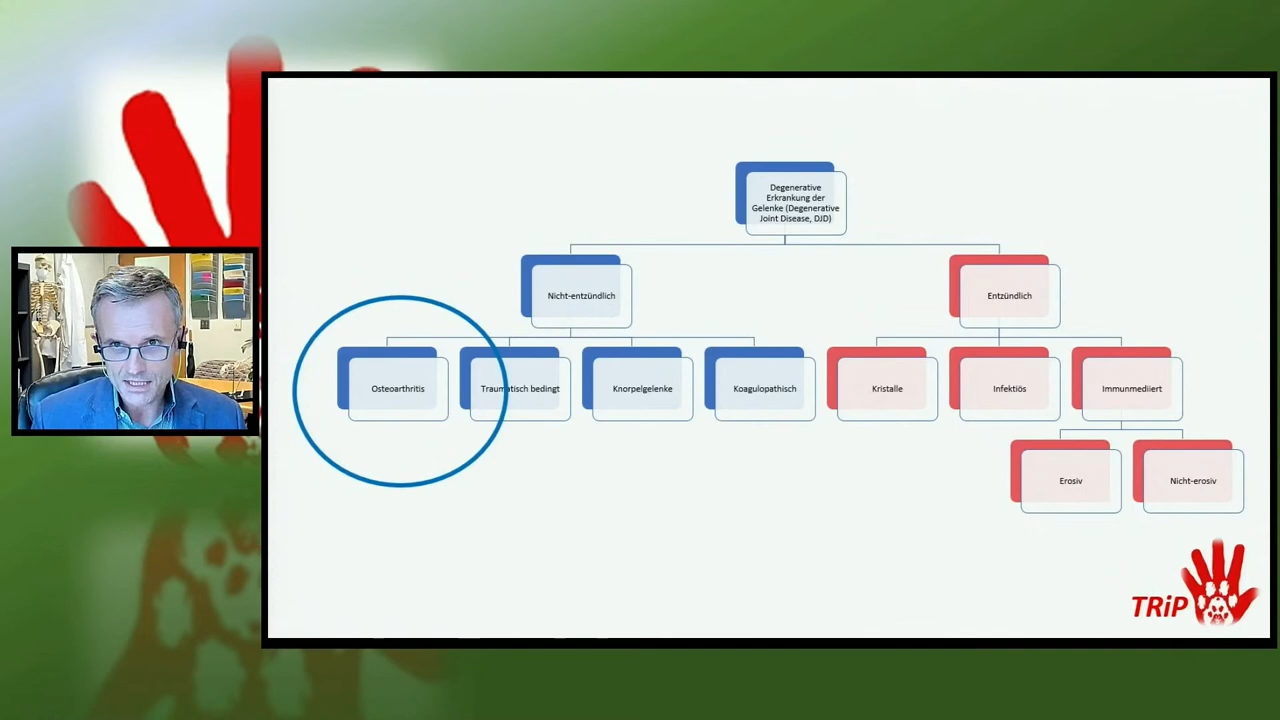 Degenerative
Erkrankung der
Gelenke (Degenerative
Joint Disease, DJD)
Nicht-entzündlich
Entzündlich
Osteoarthritis
Traumatisch bedingt
Knorpelgelenke
Koagulopathisch
Kristalle
Infektiös
Immunmediiert
Erosiv
Nicht-erosiv
TRiP